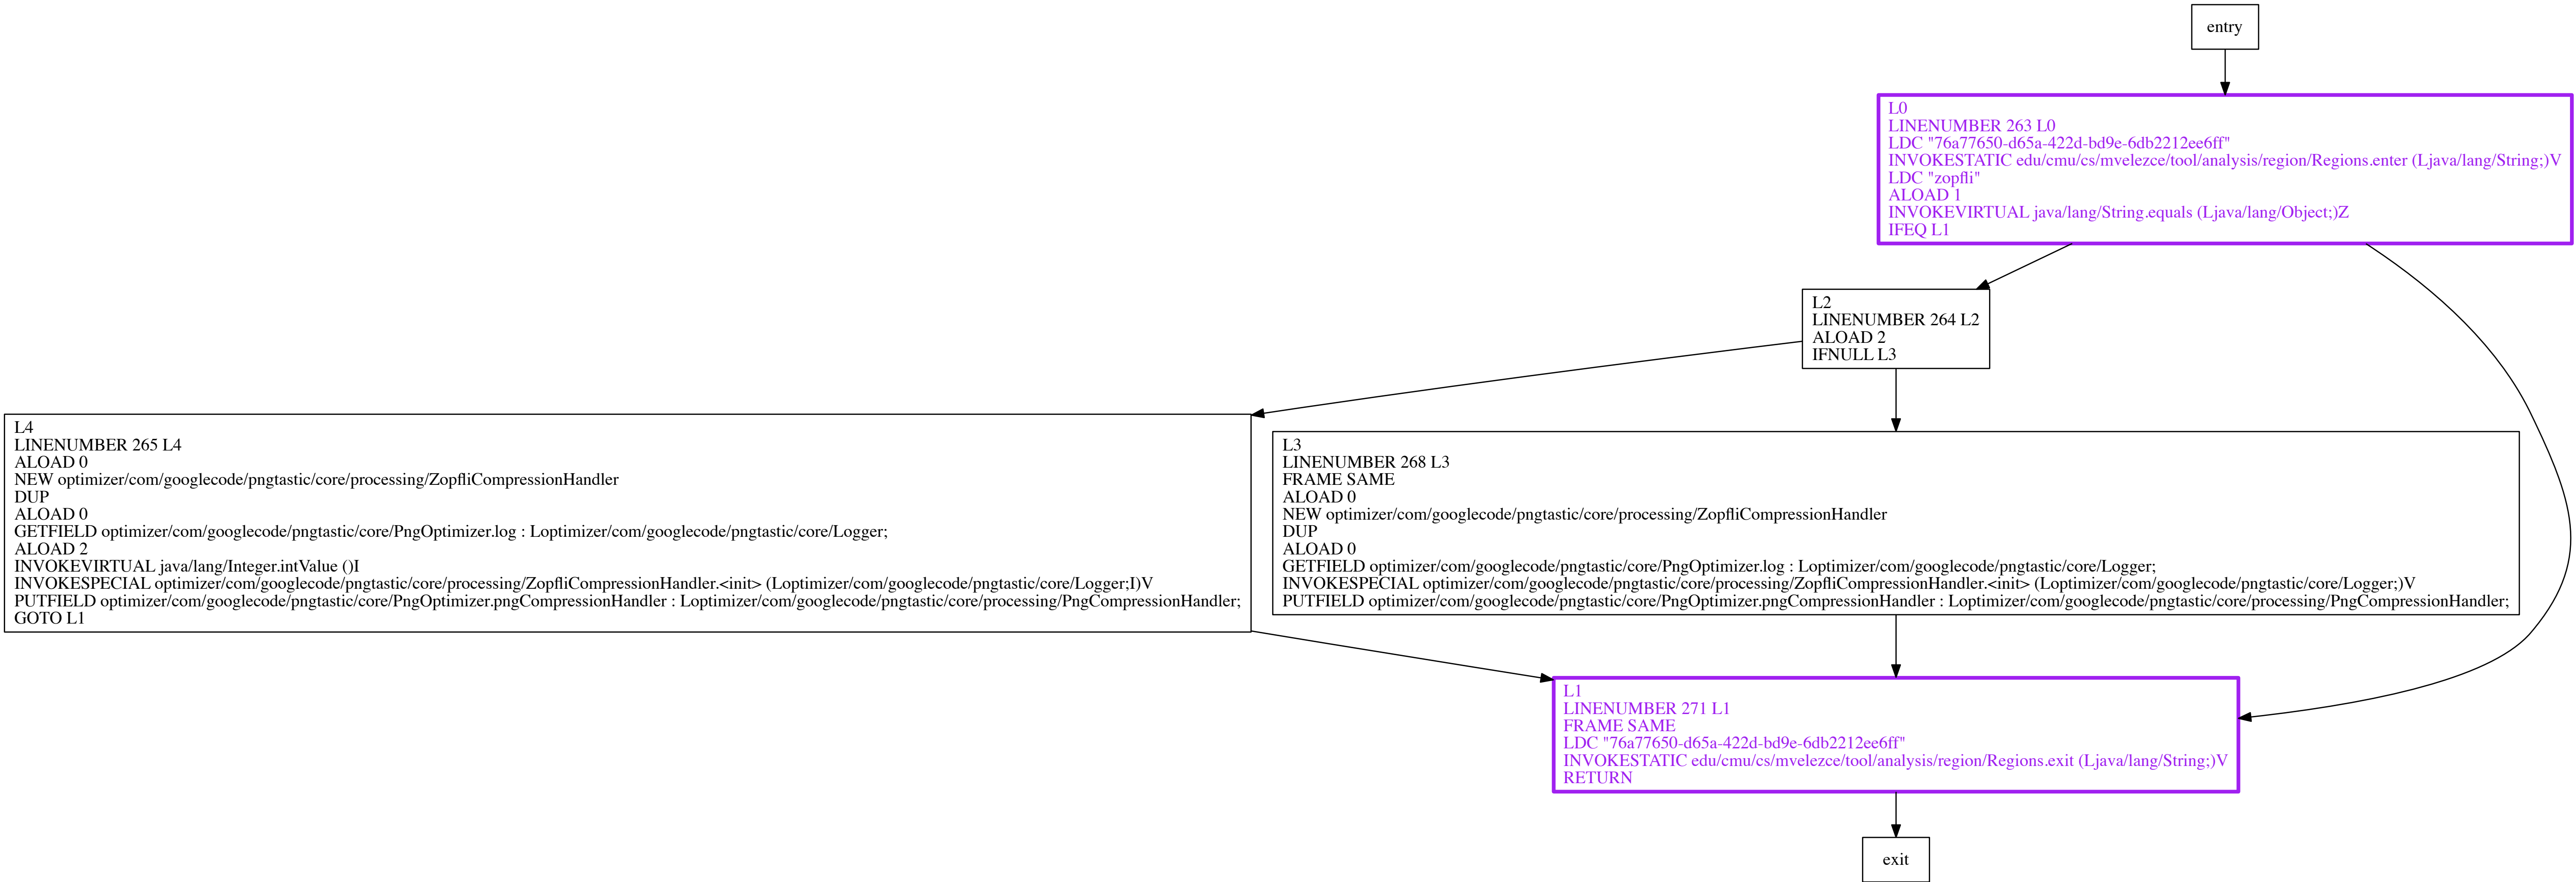 entry
L0
LINENUMBER 263 L0
LDC "76a77650-d65a-422d-bd9e-6db2212ee6ff"
INVOKESTATIC edu/cmu/cs/mvelezce/tool/analysis/region/Regions.enter (Ljava/lang/String;)V
LDC "zopfli"
ALOAD 1
INVOKEVIRTUAL java/lang/String.equals (Ljava/lang/Object;)Z
IFEQ L1
L2
LINENUMBER 264 L2
ALOAD 2
IFNULL L3
L4
LINENUMBER 265 L4
ALOAD 0
NEW optimizer/com/googlecode/pngtastic/core/processing/ZopfliCompressionHandler
DUP
ALOAD 0
GETFIELD optimizer/com/googlecode/pngtastic/core/PngOptimizer.log : Loptimizer/com/googlecode/pngtastic/core/Logger;
ALOAD 2
INVOKEVIRTUAL java/lang/Integer.intValue ()I
INVOKESPECIAL optimizer/com/googlecode/pngtastic/core/processing/ZopfliCompressionHandler.<init> (Loptimizer/com/googlecode/pngtastic/core/Logger;I)V
PUTFIELD optimizer/com/googlecode/pngtastic/core/PngOptimizer.pngCompressionHandler : Loptimizer/com/googlecode/pngtastic/core/processing/PngCompressionHandler;
GOTO L1
L3
LINENUMBER 268 L3
FRAME SAME
ALOAD 0
NEW optimizer/com/googlecode/pngtastic/core/processing/ZopfliCompressionHandler
DUP
ALOAD 0
GETFIELD optimizer/com/googlecode/pngtastic/core/PngOptimizer.log : Loptimizer/com/googlecode/pngtastic/core/Logger;
INVOKESPECIAL optimizer/com/googlecode/pngtastic/core/processing/ZopfliCompressionHandler.<init> (Loptimizer/com/googlecode/pngtastic/core/Logger;)V
PUTFIELD optimizer/com/googlecode/pngtastic/core/PngOptimizer.pngCompressionHandler : Loptimizer/com/googlecode/pngtastic/core/processing/PngCompressionHandler;
L1
LINENUMBER 271 L1
FRAME SAME
LDC "76a77650-d65a-422d-bd9e-6db2212ee6ff"
INVOKESTATIC edu/cmu/cs/mvelezce/tool/analysis/region/Regions.exit (Ljava/lang/String;)V
RETURN
exit